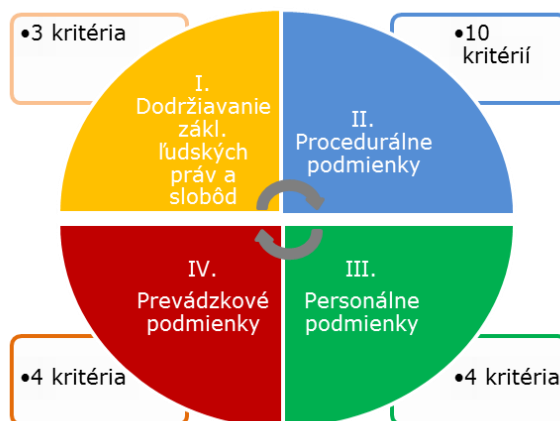 •3 kritéria
•10
kritérií
I.
Dodržiavanie
zákl.
ľudských
práv a
slobôd
II.
Procedurálne
podmienky
IV.
Prevádzkové
podmienky
III.
Personálne
podmienky
•4 kritéria
•4 kritéria